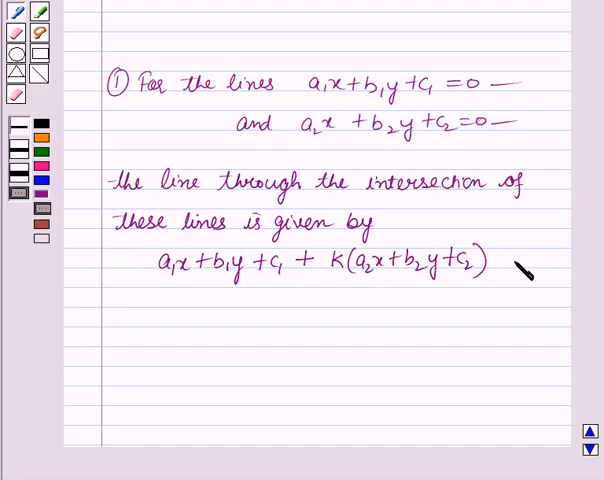 ① For the lines a₁x + b₁y + c₁ = 0 —
and a₂x + b₂y + c₂ = 0 —
the line through the intersection of
these lines is given by
a₁x + b₁y + c₁ + K(a₂x + b₂y + c₂)